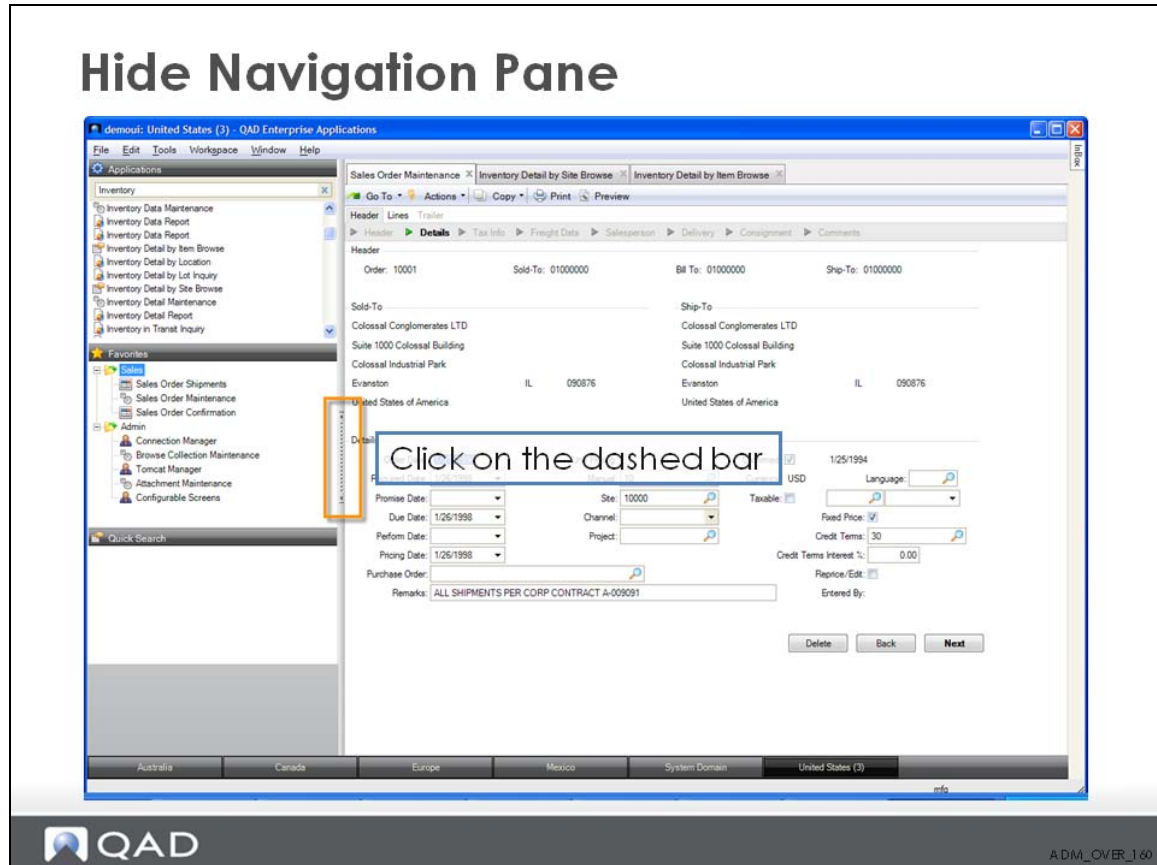 Hide Navigation Pane
demoui: United States (3) - QAD Enterprise Applications
File Edit Tools Workspace Window Help
InBox
Applications
Inventory
Inventory Data Maintenance
Inventory Data Report
Inventory Data Report
Inventory Detail by Item Browse
Inventory Detail by Location
Inventory Detail by Lot Inquiry
Inventory Detail by Site Browse
Inventory Detail Maintenance
Inventory Detail Report
Inventory in Transit Inquiry
Favorites
Sales
Sales Order Shipments
Sales Order Maintenance
Sales Order Confirmation
Admin
Connection Manager
Browse Collection Maintenance
Tomcat Manager
Attachment Maintenance
Configurable Screens
Quick Search
Sales Order Maintenance Inventory Detail by Site Browse Inventory Detail by Item Browse
Go To Actions Copy Print Preview
Header Lines Trailer
Header Details Tax Info Freight Data Salesperson Delivery Consignment Comments
Header
Order: 10001 Sold-To: 01000000 Bill To: 01000000 Ship-To: 01000000
Sold-To Ship-To
Colossal Conglomerates LTD Colossal Conglomerates LTD
Suite 1000 Colossal Building Suite 1000 Colossal Building
Colossal Industrial Park Colossal Industrial Park
Evanston IL 090876 Evanston IL 090876
United States of America United States of America
Click on the dashed bar
1/25/1994
USD Language:
Promise Date: Site: 10000 Taxable:
Due Date: 1/26/1998 Channel: Fixed Price:
Perform Date: Project: Credit Terms: 30
Pricing Date: 1/26/1998 Credit Terms Interest %: 0.00
Purchase Order: Reprice/Edit:
Remarks: ALL SHIPMENTS PER CORP CONTRACT A-009091 Entered By:
Delete Back Next
Australia Canada Europe Mexico System Domain United States (3)
mfg
QAD
ADM_OVER_160